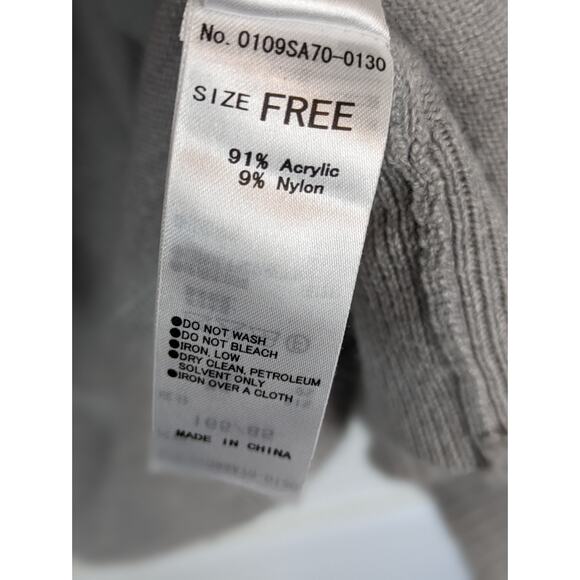 No. 0109SA70-0130
SIZE FREE
91% Acrylic
9% Nylon
●DO NOT WASH
●DO NOT BLEACH
●IRON, LOW
●DRY CLEAN, PETROLEUM
SOLVENT ONLY
●IRON OVER A CLOTH
MADE IN CHINA